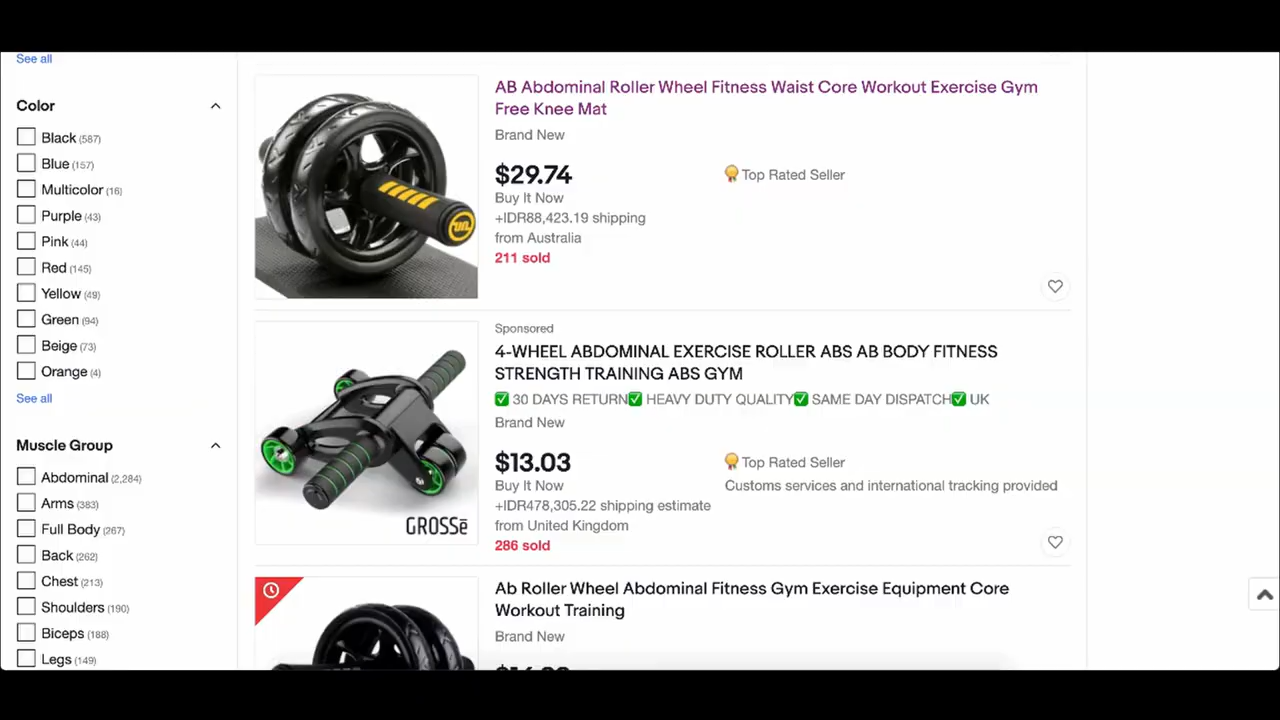 See all
Color
Black (587)
Blue (157)
Multicolor (16)
Purple (43)
Pink (44)
Red (145)
Yellow (49)
Green (94)
Beige (73)
Orange (4)
See all
Muscle Group
Abdominal (2,284)
Arms (383)
Full Body (267)
Back (262)
Chest (213)
Shoulders (190)
Biceps (188)
Legs (149)
AB Abdominal Roller Wheel Fitness Waist Core Workout Exercise Gym
Free Knee Mat
Brand New
$29.74
Top Rated Seller
Buy It Now
+IDR88,423.19 shipping
from Australia
211 sold
GROSSe
Sponsored
4-WHEEL ABDOMINAL EXERCISE ROLLER ABS AB BODY FITNESS
STRENGTH TRAINING ABS GYM
✅ 30 DAYS RETURN✅ HEAVY DUTY QUALITY✅ SAME DAY DISPATCH✅ UK
Brand New
$13.03
Top Rated Seller
Buy It Now
Customs services and international tracking provided
+IDR478,305.22 shipping estimate
from United Kingdom
286 sold
Ab Roller Wheel Abdominal Fitness Gym Exercise Equipment Core
Workout Training
Brand New